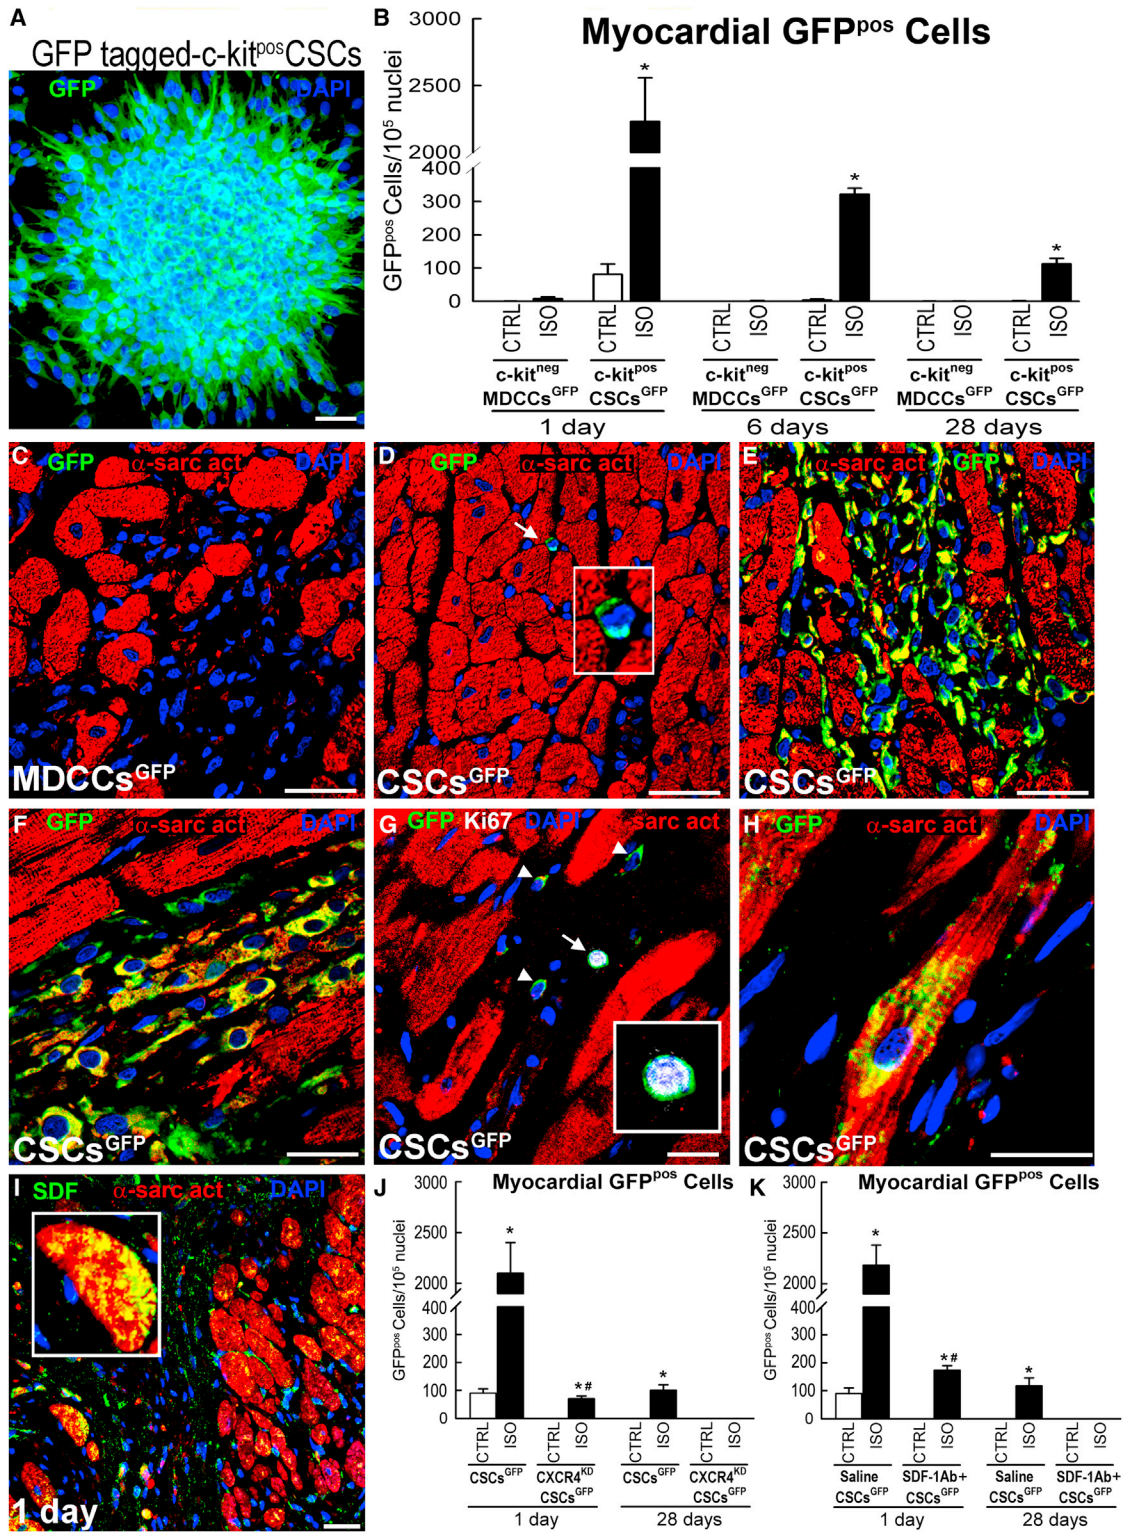 A
GFP tagged-c-kitposCSCs
GFP DAPI
B
Myocardial GFPpos Cells
GFPpos Cells/105 nuclei
3000
2500
2000
400
300
200
100
0
CTRL ISO CTRL ISO CTRL ISO CTRL ISO CTRL ISO CTRL ISO
c-kitneg c-kitpos c-kitneg c-kitpos c-kitneg c-kitpos
MDCCsGFP CSCsGFP MDCCsGFP CSCsGFP MDCCsGFP CSCsGFP
1 day 6 days 28 days
* * *
C GFP α-sarc act DAPI
MDCCsGFP
D GFP α-sarc act DAPI
CSCsGFP
E α-sarc act GFP DAPI
CSCsGFP
F GFP α-sarc act DAPI
CSCsGFP
G GFP Ki67 DAPI -sarc act
CSCsGFP
H GFP α-sarc act DAPI
CSCsGFP
I SDF α-sarc act DAPI
1 day
J
Myocardial GFPpos Cells
GFPpos Cells/105 nuclei
3000
2500
2000
400
300
200
100
0
* *# *
CTRL ISO CTRL ISO CTRL ISO CTRL ISO
CSCsGFP CXCR4KD CSCsGFP CXCR4KD
CSCsGFP CSCsGFP
1 day 28 days
K
Myocardial GFPpos Cells
GFPpos Cells/105 nuclei
3000
2500
2000
400
300
200
100
0
* *# *
CTRL ISO CTRL ISO CTRL ISO CTRL ISO
Saline SDF-1Ab+ Saline SDF-1Ab+
CSCsGFP CSCsGFP CSCsGFP CSCsGFP
1 day 28 days